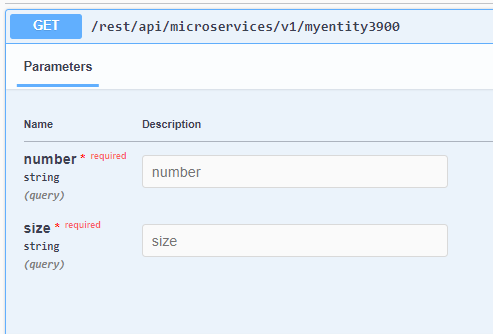 GET /rest/api/microservices/v1/myentity3900
Parameters
Name Description
number * required number
string
(query)
size * required size
string
(query)